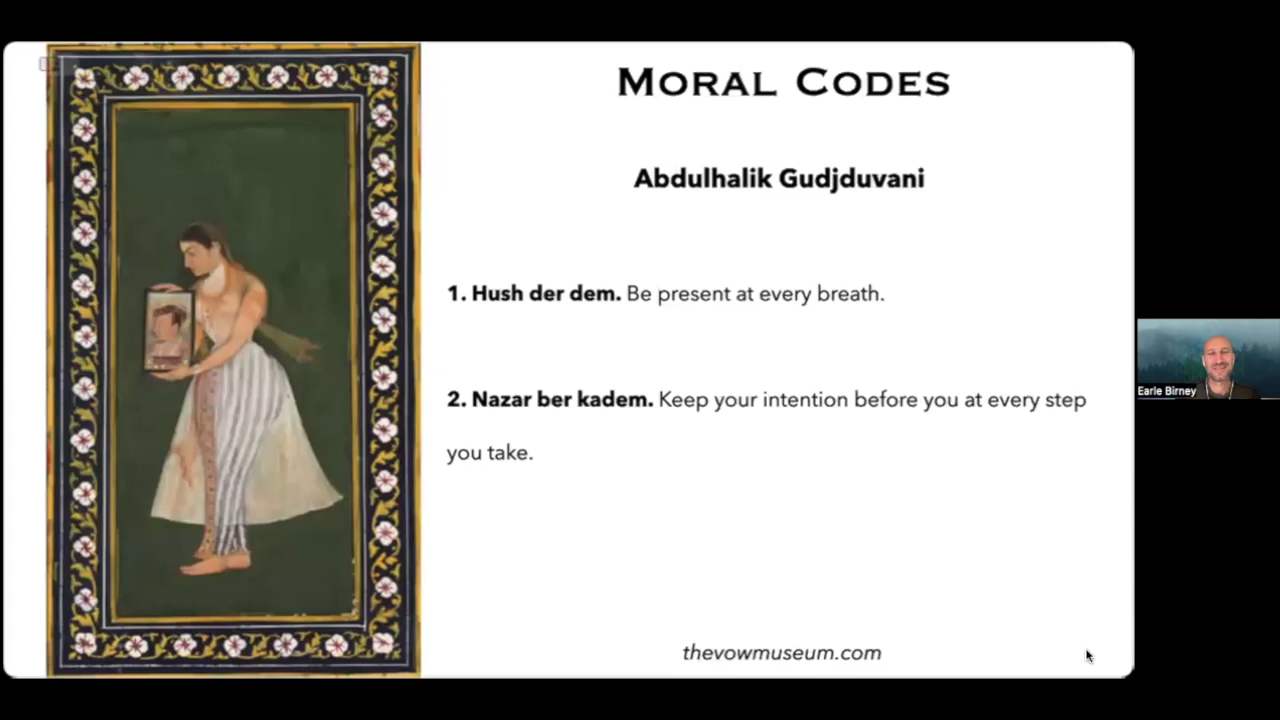 MORAL CODES
Abdulhalik Gudjduvani
1. Hush der dem. Be present at every breath.
2. Nazar ber kadem. Keep your intention before you at every step
you take.
thevowmuseum.com
Earle Birney